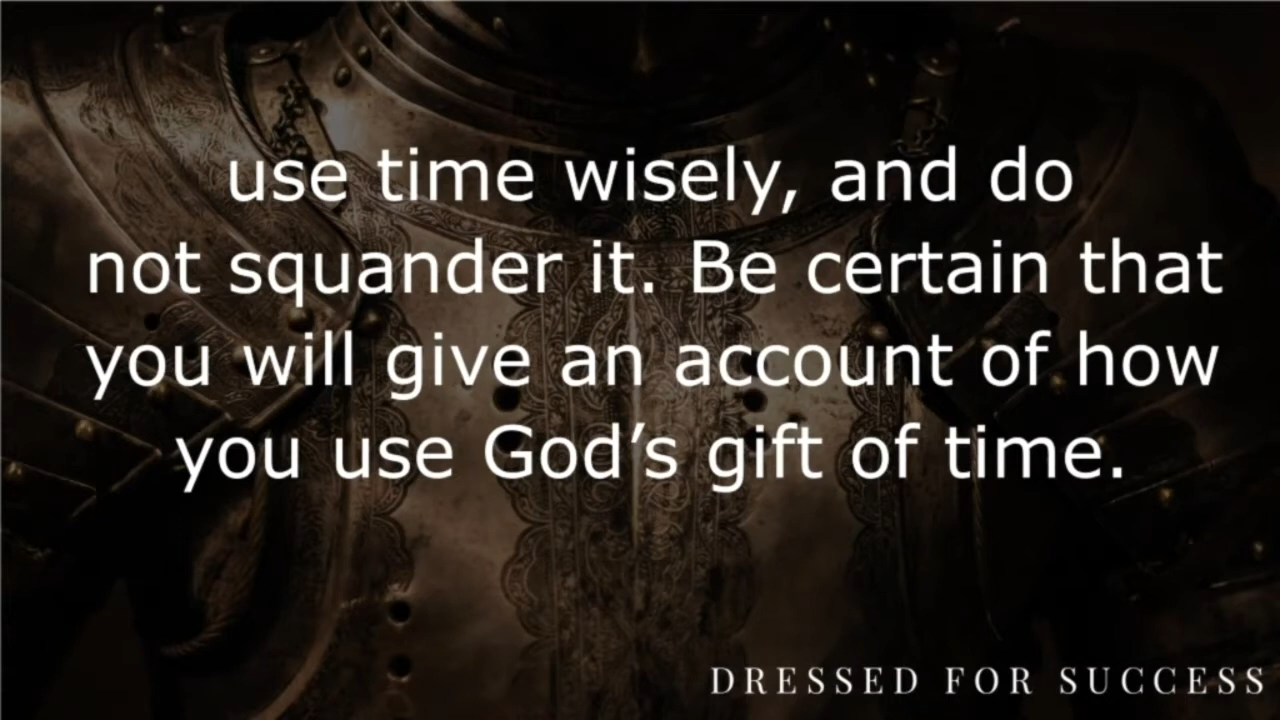 use time wisely, and do
not squander it. Be certain that
you will give an account of how
you use God’s gift of time.
DRESSED FOR SUCCESS